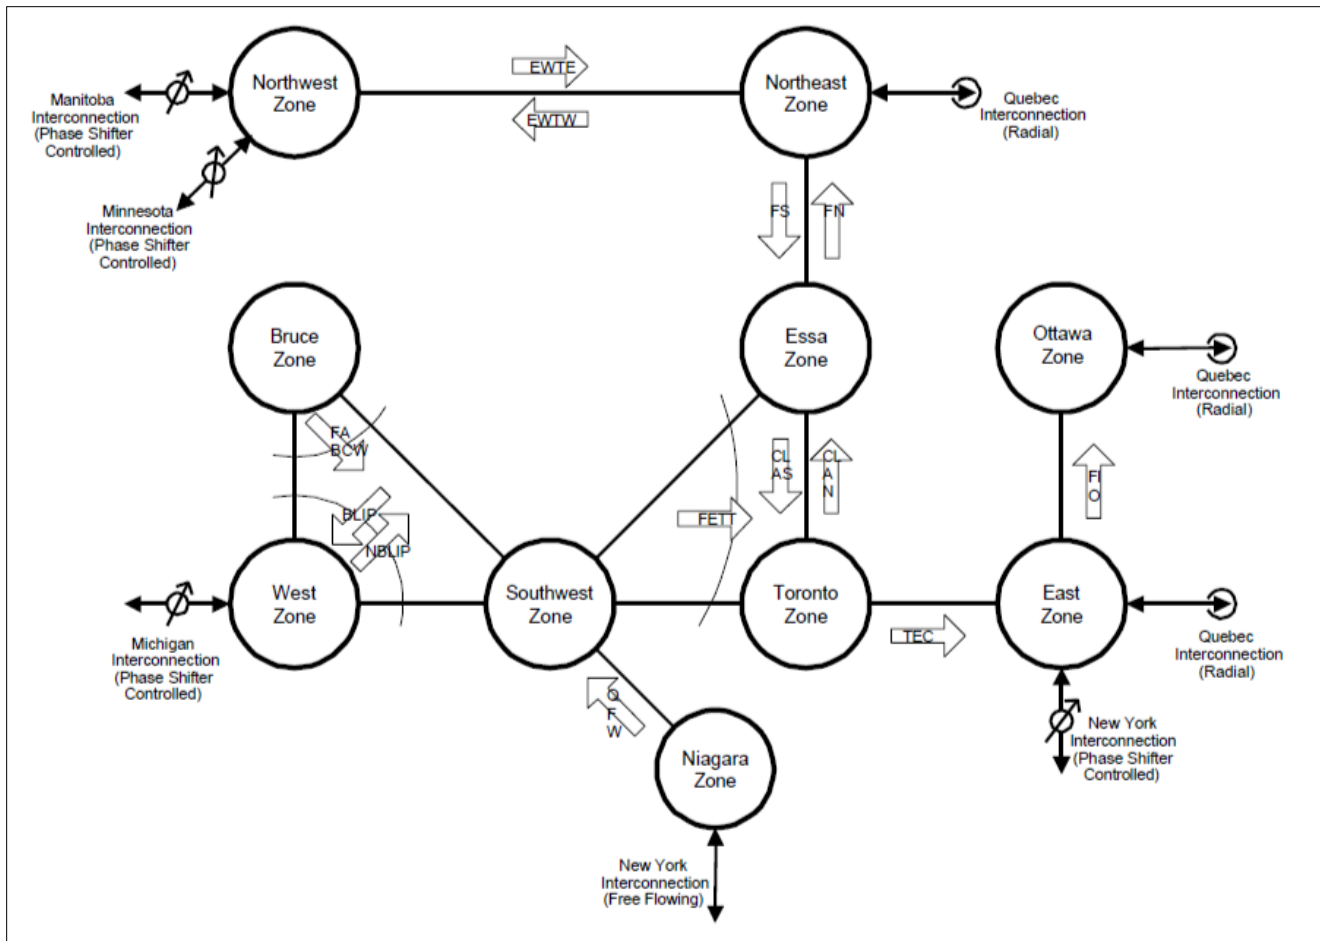 Northwest
Zone
EWTE
EWTW
Northeast
Zone
Manitoba
Interconnection
(Phase Shifter
Controlled)
Quebec
Interconnection
(Radial)
Minnesota
Interconnection
(Phase Shifter
Controlled)
FS
FN
Bruce
Zone
Essa
Zone
Ottawa
Zone
Quebec
Interconnection
(Radial)
FA
BCW
CL
AS
CL
AN
FI
O
BLIP
NBLIP
FETT
West
Zone
Southwest
Zone
Toronto
Zone
East
Zone
TEC
Michigan
Interconnection
(Phase Shifter
Controlled)
Quebec
Interconnection
(Radial)
Q
F
W
Niagara
Zone
New York
Interconnection
(Phase Shifter
Controlled)
New York
Interconnection
(Free Flowing)